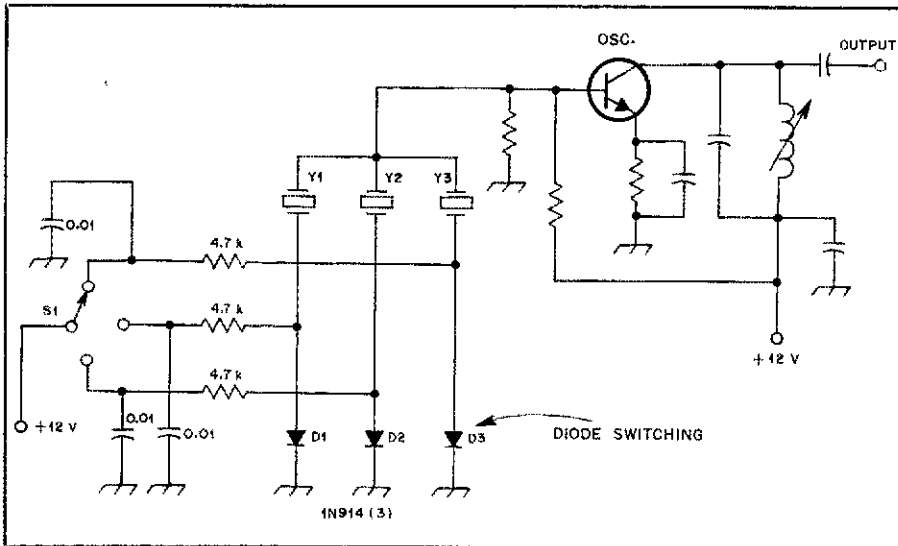 OSC.
OUTPUT
Y1
Y2
Y3
0.01
4.7 k
S1
4.7 k
4.7 k
+12 V
+12 V
0.01
0.01
D1
D2
D3
DIODE SWITCHING
1N914 (3)